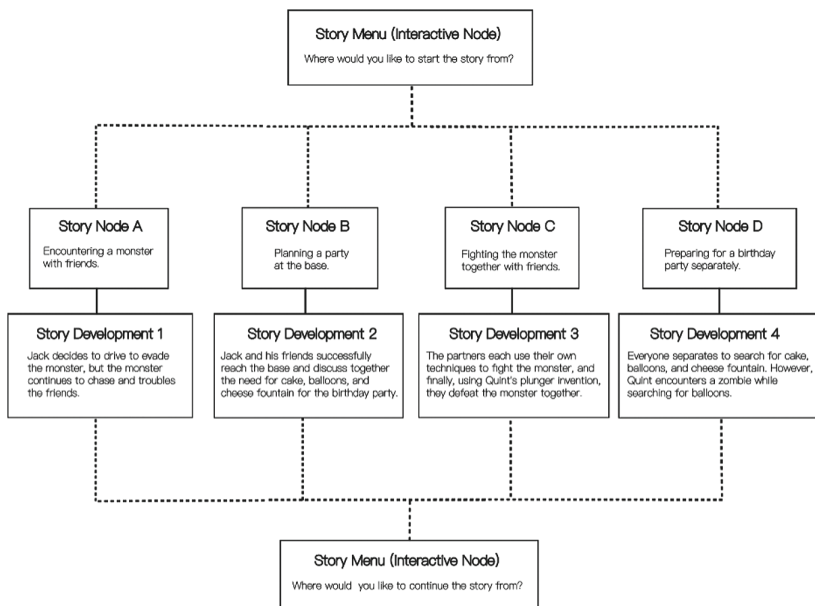 Story Menu (Interactive Node)
Where would you like to start the story from?
Story Node A
Encountering a monster
with friends.
Story Node B
Planning a party
at the base.
Story Node C
Fighting the monster
together with friends.
Story Node D
Preparing for a birthday
party separately.
Story Development 1
Jack decides to drive to evade
the monster, but the monster
continues to chase and troubles
the friends.
Story Development 2
Jack and his friends successfully
reach the base and discuss together
the need for cake, balloons, and
cheese fountain for the birthday party.
Story Development 3
The partners each use their own
techniques to fight the monster, and
finally, using Quint's plunger invention,
they defeat the monster together.
Story Development 4
Everyone separates to search for cake,
balloons, and cheese fountain. However,
Quint encounters a zombie while
searching for balloons.
Story Menu (Interactive Node)
Where would you like to continue the story from?